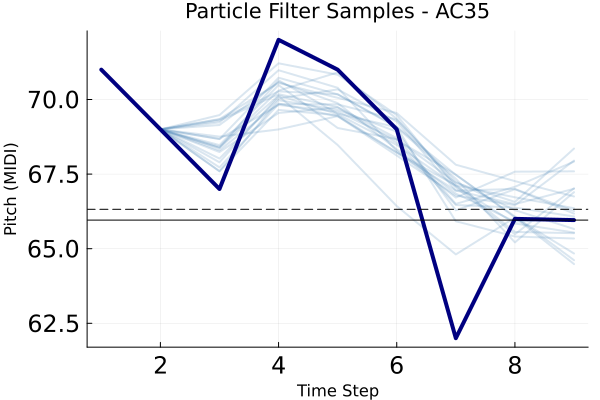 Particle Filter Samples - AC35
Pitch (MIDI)
70.0
67.5
65.0
62.5
2 4 6 8
Time Step